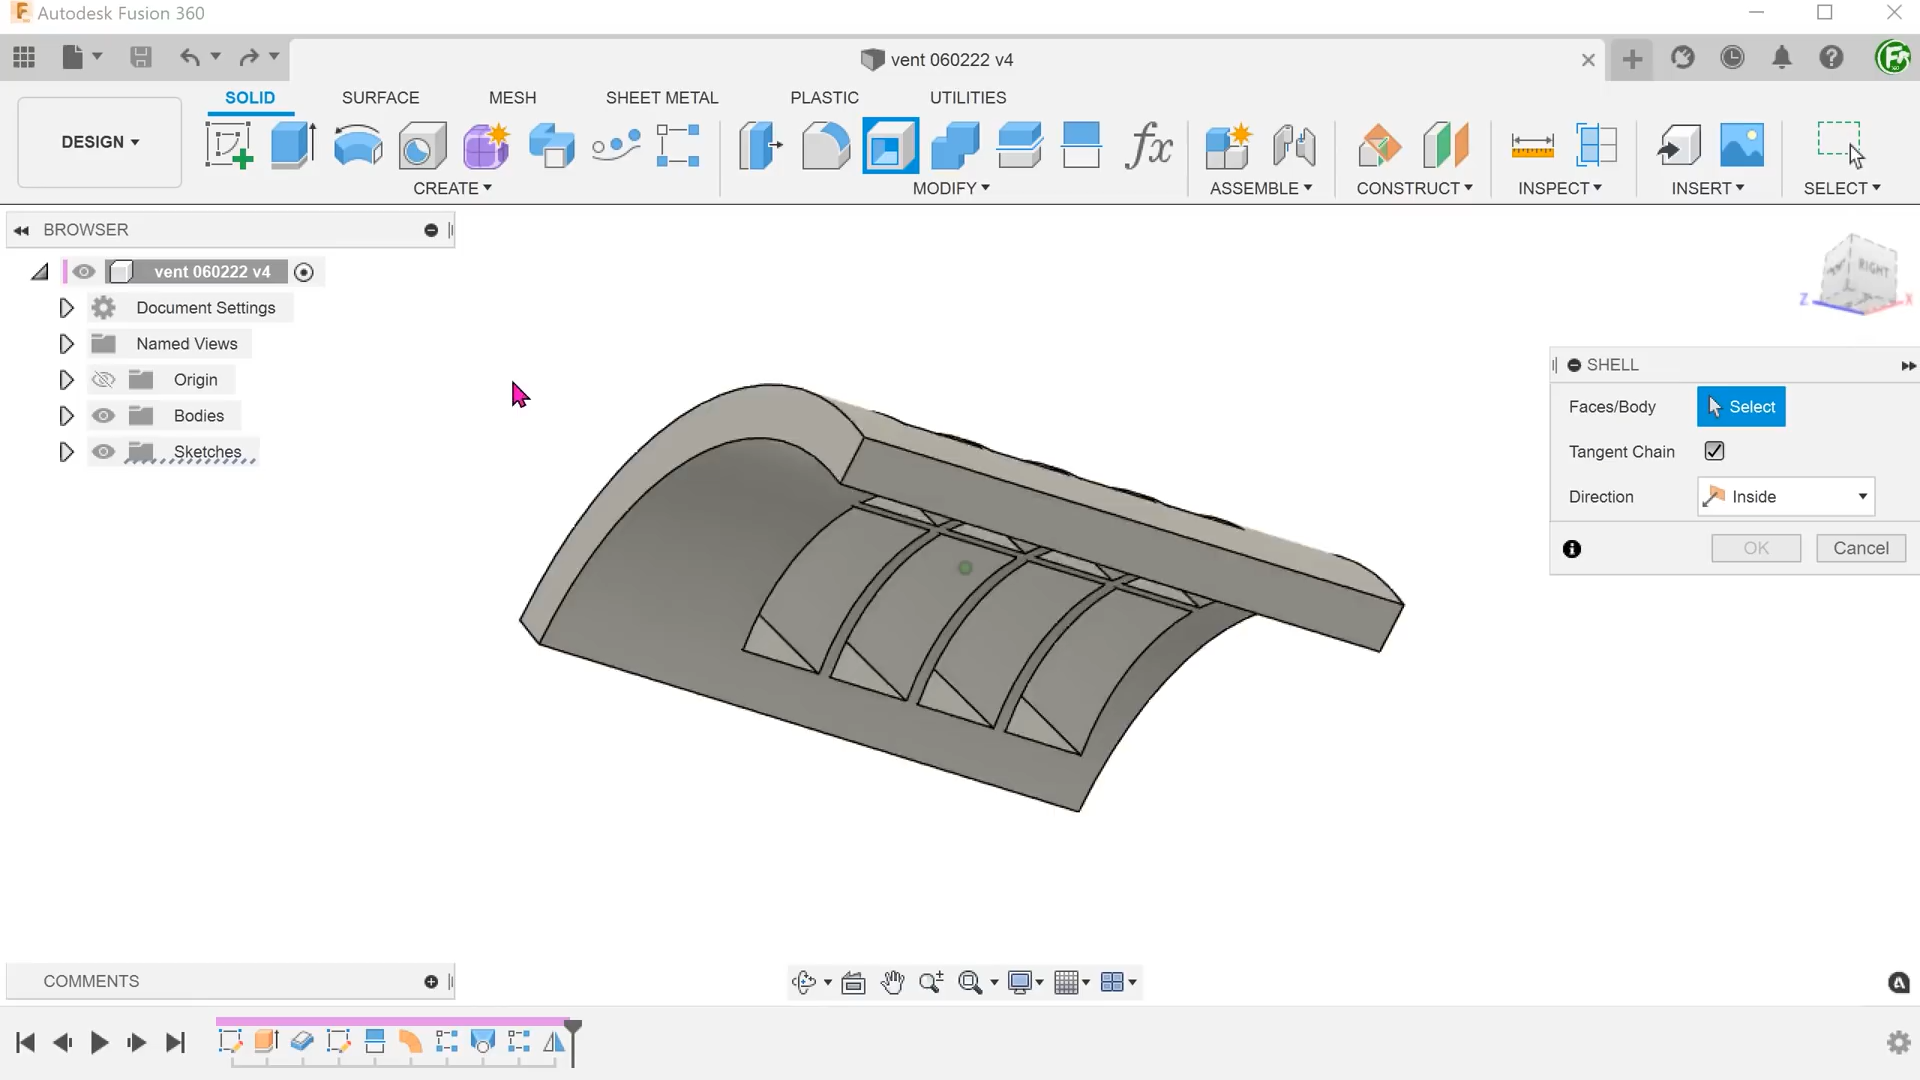 Autodesk Fusion 360
vent 060222 v4
DESIGN
SOLID
SURFACE
MESH
SHEET METAL
PLASTIC
UTILITIES
CREATE
MODIFY
ASSEMBLE
CONSTRUCT
INSPECT
INSERT
SELECT
BROWSER
vent 060222 v4
Document Settings
Named Views
Origin
Bodies
Sketches
RIGHT
Z
X
SHELL
Faces/Body
Select
Tangent Chain
Direction
Inside
OK
Cancel
COMMENTS